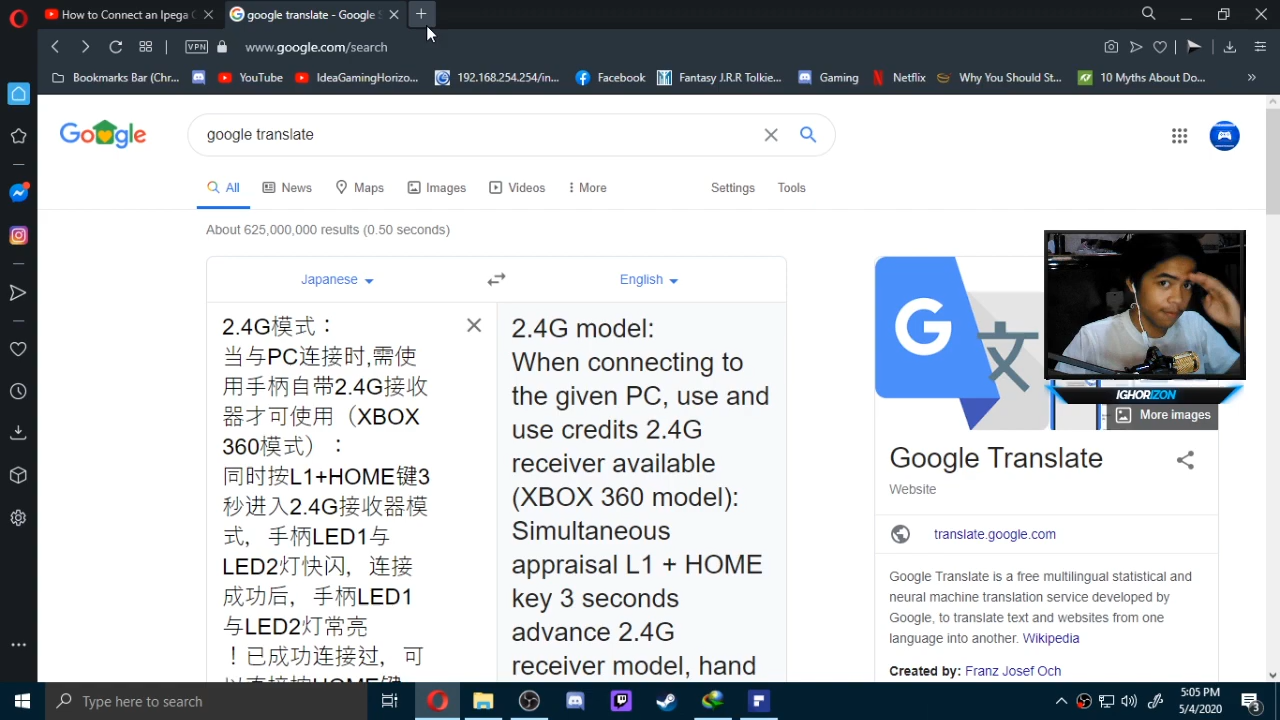 How to Connect an Ipega C
google translate - Google S
VPN
www.google.com/search
Bookmarks Bar (Chr...
YouTube
IdeaGamingHorizo...
192.168.254.254/in...
Facebook
Fantasy J.R.R Tolkie...
Gaming
Netflix
Why You Should St...
10 Myths About Do...
Google
google translate
All
News
Maps
Images
Videos
More
Settings
Tools
About 625,000,000 results (0.50 seconds)
Japanese
English
2.4G模式：
当与PC连接时,需使
用手柄自带2.4G接收
器才可使用（XBOX
360模式）：
同时按L1+HOME键3
秒进入2.4G接收器模
式，手柄LED1与
LED2灯快闪，连接
成功后，手柄LED1
与LED2灯常亮
！已成功连接过，可
以直接按HOME键
2.4G model:
When connecting to
the given PC, use and
use credits 2.4G
receiver available
(XBOX 360 model):
Simultaneous
appraisal L1 + HOME
key 3 seconds
advance 2.4G
receiver model, hand
G
文
IGHORIZON
More images
Google Translate
Website
translate.google.com
Google Translate is a free multilingual statistical and
neural machine translation service developed by
Google, to translate text and websites from one
language into another. Wikipedia
Created by: Franz Josef Och
Type here to search
5:05 PM
5/4/2020
3